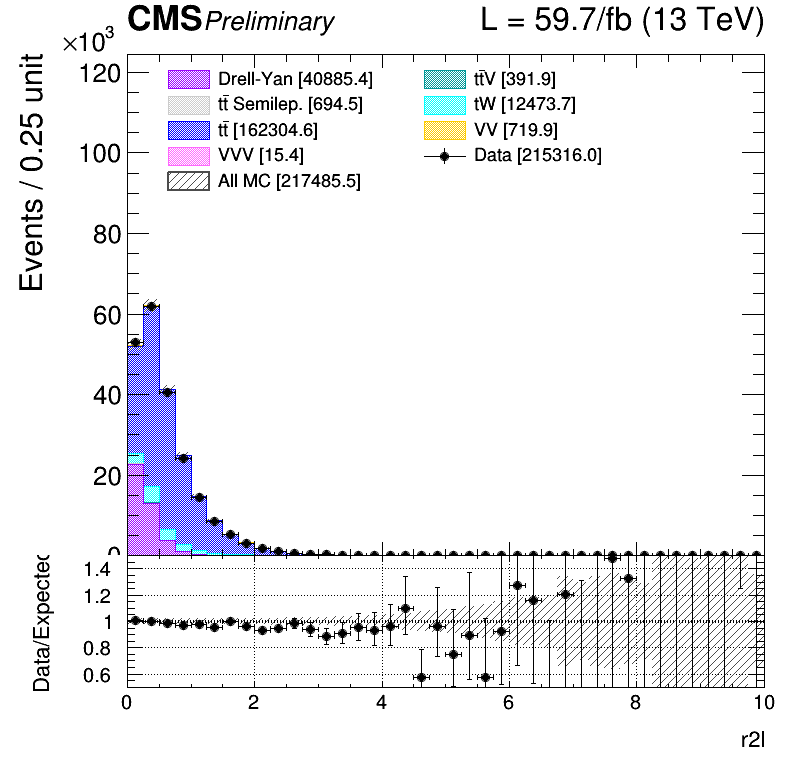 CMS Preliminary L = 59.7/fb (13 TeV)
×10³
Events / 0.25 unit
120
100
80
60
40
20
0
Drell-Yan [40885.4]
tt̄ Semilep. [694.5]
tt̄ [162304.6]
VVV [15.4]
All MC [217485.5]
tt̄V [391.9]
tW [12473.7]
VV [719.9]
Data [215316.0]
Data/Expected
1.4
1.2
1
0.8
0.6
0 2 4 6 8 10
r2l